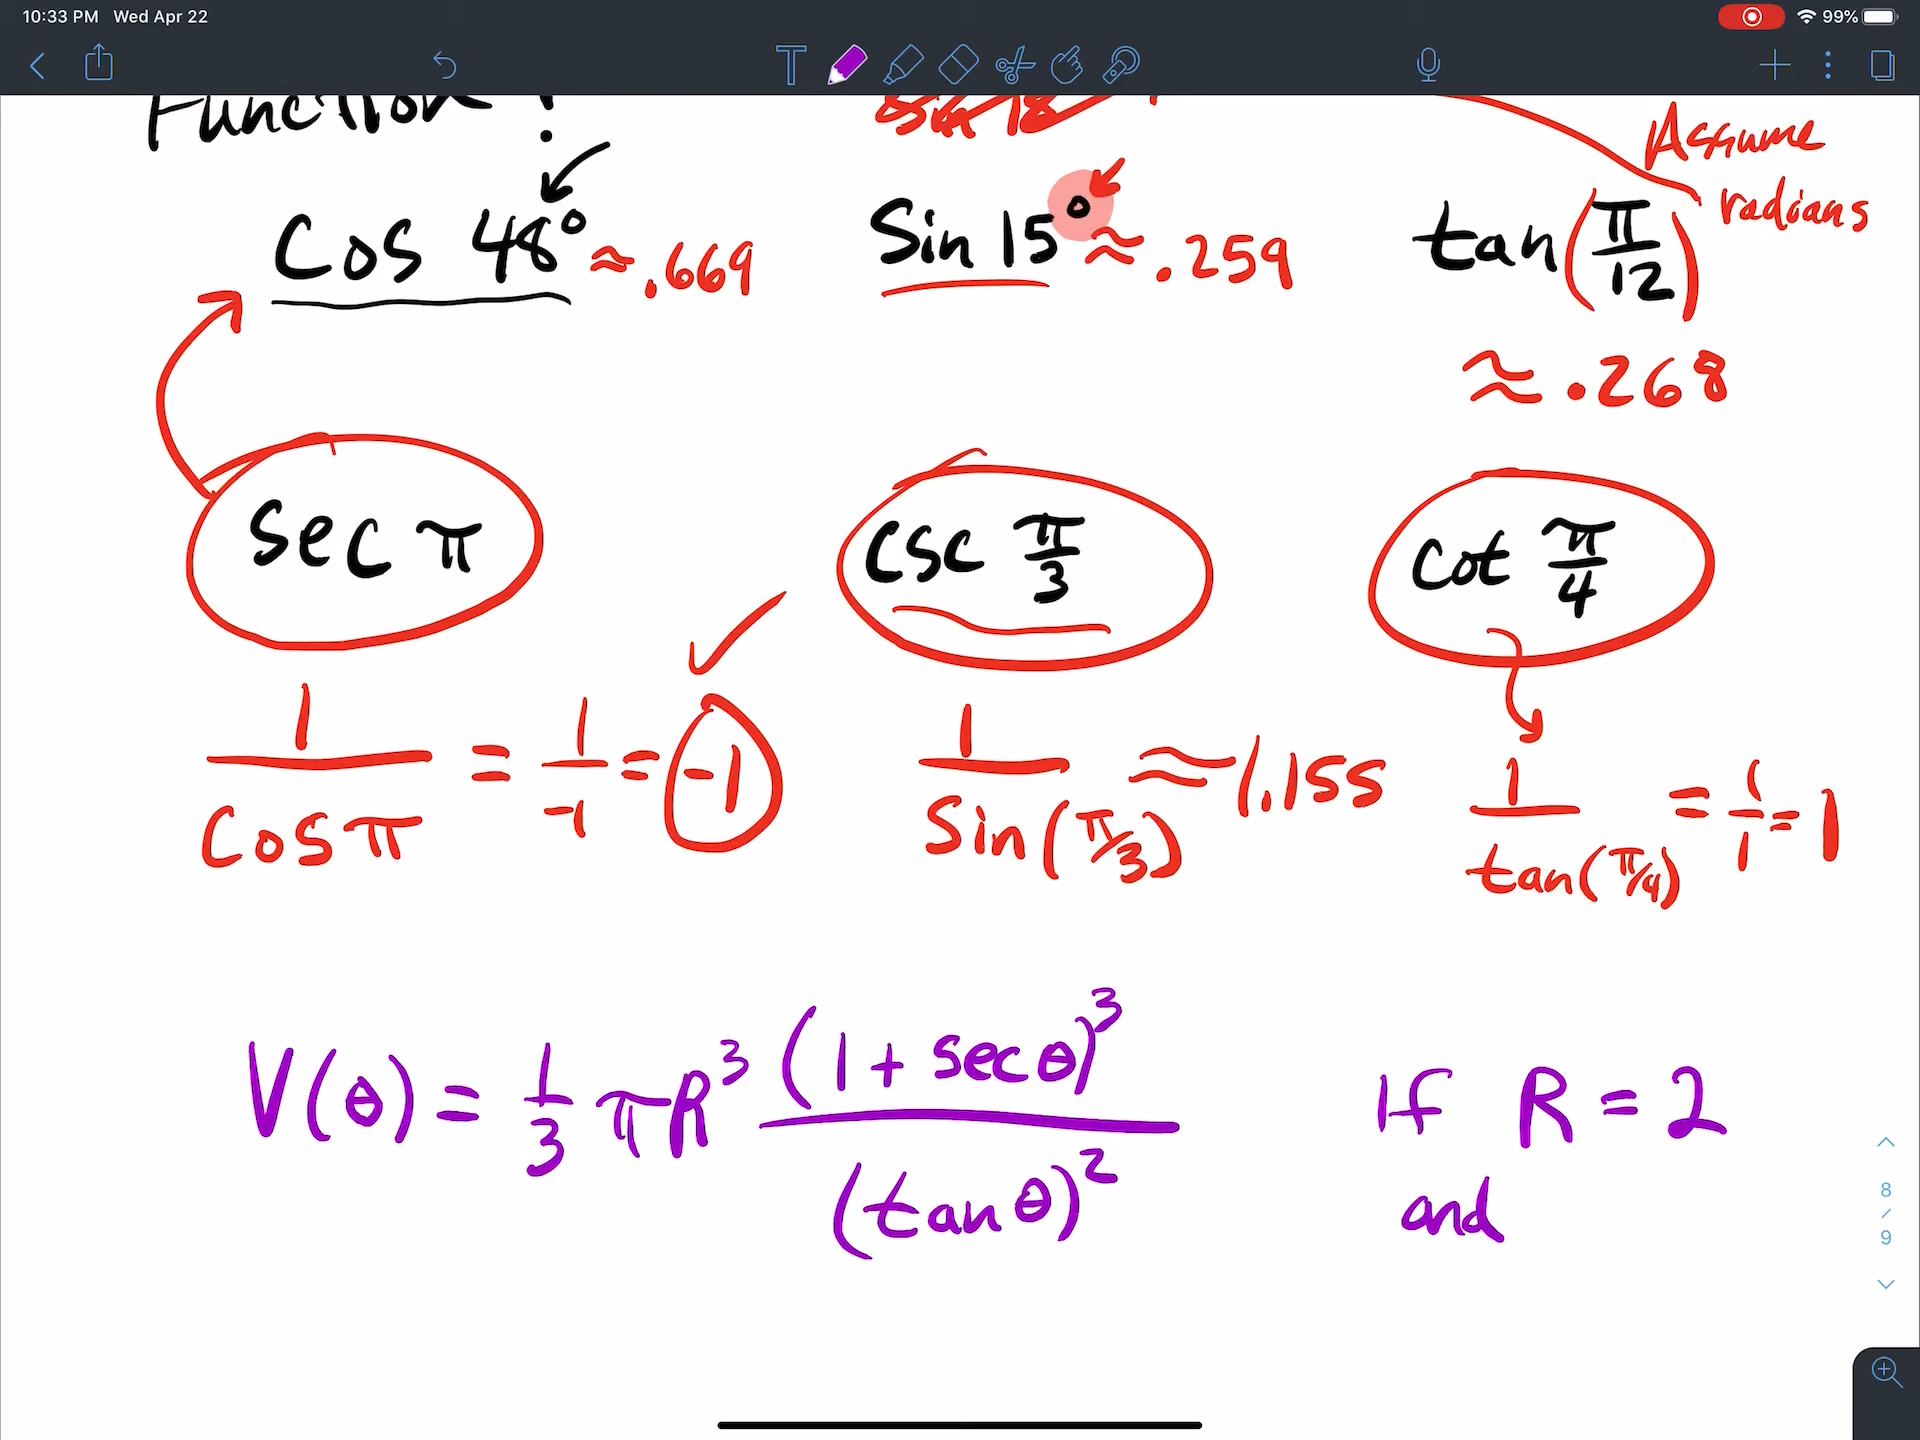 10:33 PM Wed Apr 22 99%
T
Function ?
Assume
radians
Cos 48° ≈ .669 Sin 15° ≈ .259 tan(π/12)
≈ .268
sec π csc π/3 cot π/4
1/cos π = 1/-1 = -1 1/sin(π/3) ≈ 1.155 1/tan(π/4) = 1/1 = 1
V(θ) = 1/3 πR³ (1 + sec θ)³/(tan θ)² If R = 2
and
8
/
9